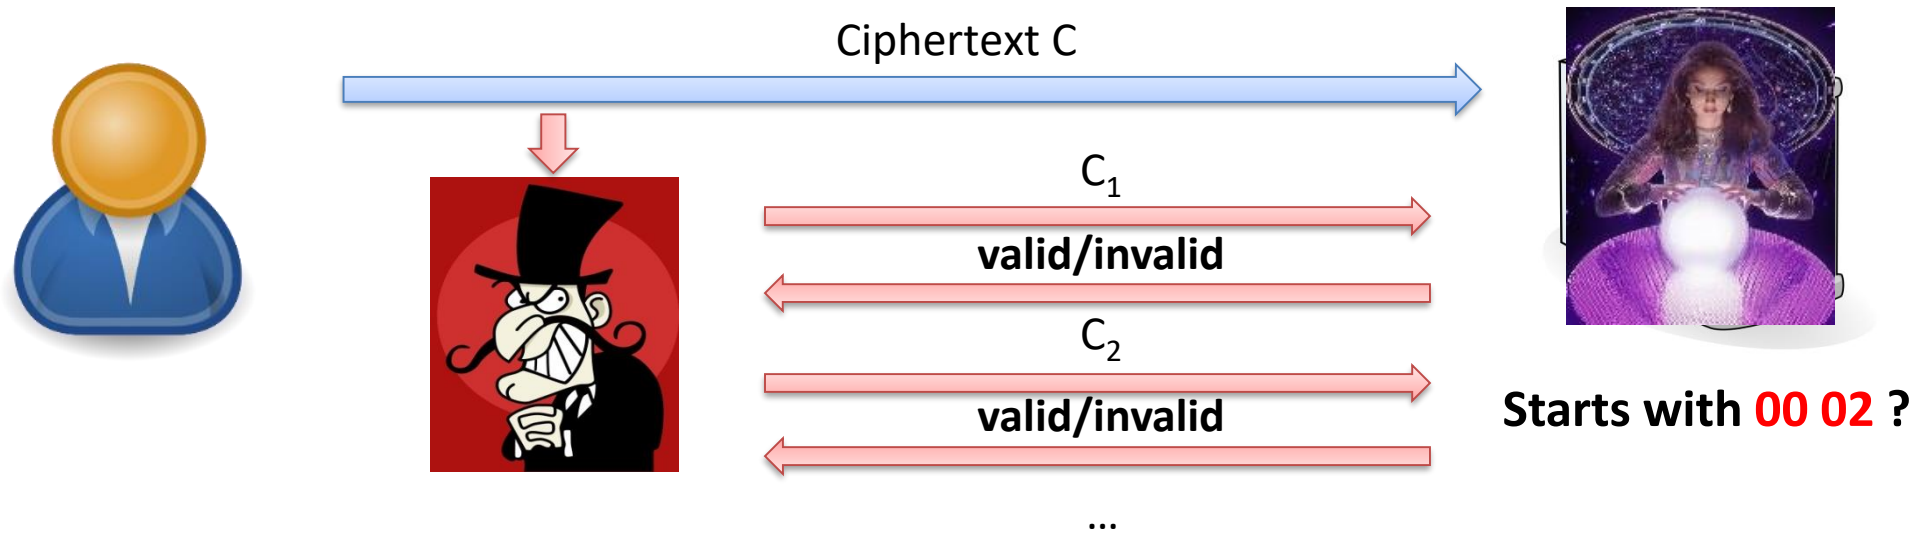 Ciphertext C
C₁
valid/invalid
C₂
valid/invalid
Starts with 00 02 ?
...